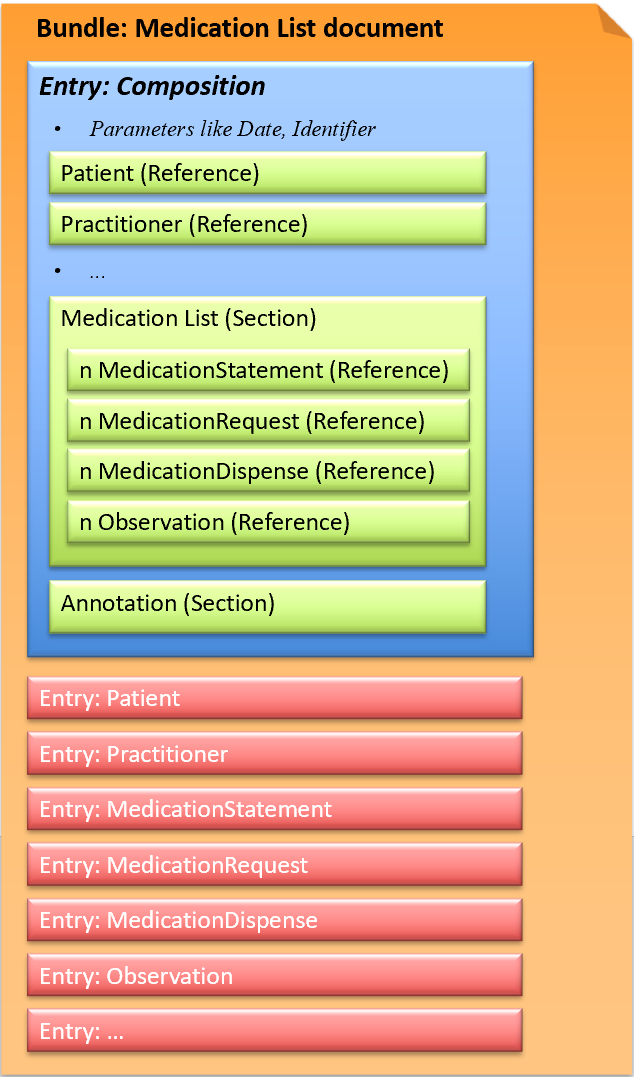 Bundle: Medication List document
Entry: Composition
• Parameters like Date, Identifier
Patient (Reference)
Practitioner (Reference)
• ...
Medication List (Section)
n MedicationStatement (Reference)
n MedicationRequest (Reference)
n MedicationDispense (Reference)
n Observation (Reference)
Annotation (Section)
Entry: Patient
Entry: Practitioner
Entry: MedicationStatement
Entry: MedicationRequest
Entry: MedicationDispense
Entry: Observation
Entry: ...